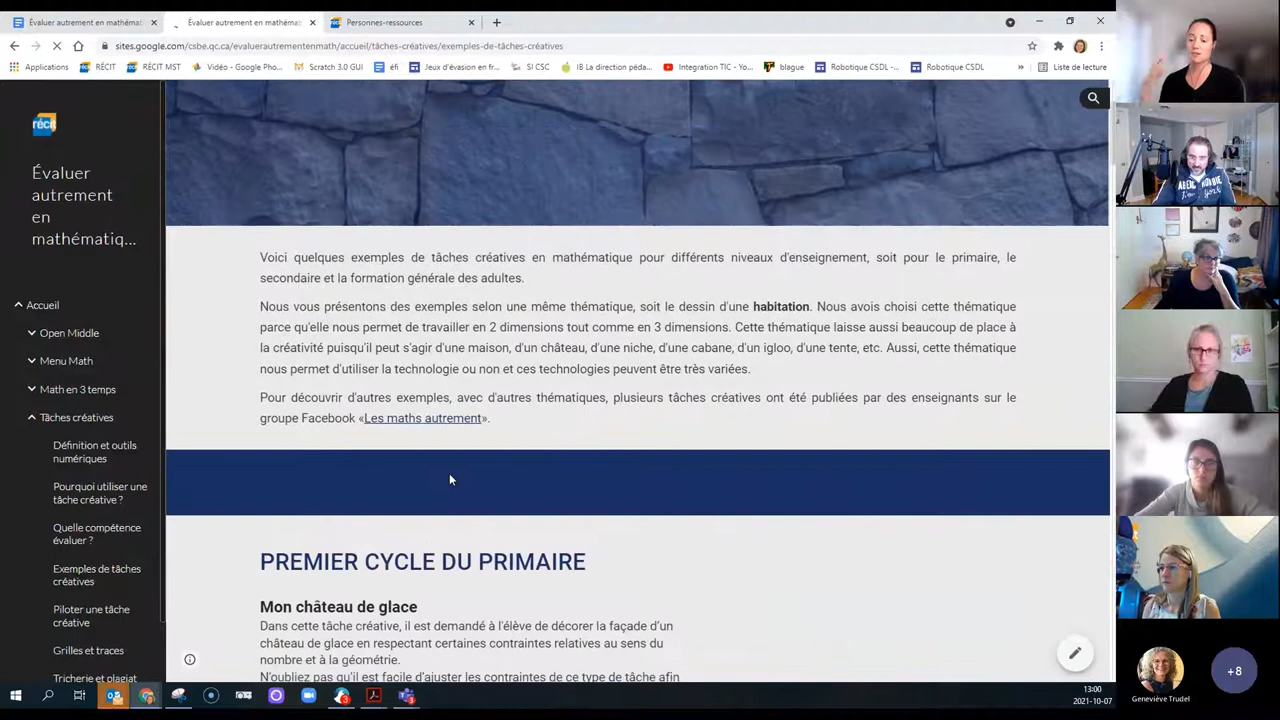 Évaluer autrement en mathémati
Évaluer autrement en mathémat
Personnes-ressources
sites.google.com/csbe.qc.ca/evaluerautrementenmath/accueil/tâches-créatives/exemples-de-tâches-créatives
Applications
RÉCIT
RÉCIT MST
Vidéo - Google Pho...
Scratch 3.0 GUI
éfi
Jeux d'évasion en fr...
SI CSC
IB La direction péda...
Integration TIC - Yo...
blague
Robotique CSDL -...
Robotique CSDL
»
Liste de lecture
récit
Évaluer
autrement
en
mathématiq...
Accueil
Open Middle
Menu Math
Math en 3 temps
Tâches créatives
Définition et outils
numériques
Pourquoi utiliser une
tâche créative ?
Quelle compétence
évaluer ?
Exemples de tâches
créatives
Piloter une tâche
créative
Grilles et traces
Tricherie et plagiat
Voici quelques exemples de tâches créatives en mathématique pour différents niveaux d'enseignement, soit pour le primaire, le
secondaire et la formation générale des adultes.
Nous vous présentons des exemples selon une même thématique, soit le dessin d'une habitation. Nous avois choisi cette thématique
parce qu'elle nous permet de travailler en 2 dimensions tout comme en 3 dimensions. Cette thématique laisse aussi beaucoup de place à
la créativité puisqu'il peut s'agir d'une maison, d'un château, d'une niche, d'une cabane, d'un igloo, d'une tente, etc. Aussi, cette thématique
nous permet d'utiliser la technologie ou non et ces technologies peuvent être très variées.
Pour découvrir d'autres exemples, avec d'autres thématiques, plusieurs tâches créatives ont été publiées par des enseignants sur le
groupe Facebook «Les maths autrement».
PREMIER CYCLE DU PRIMAIRE
Mon château de glace
Dans cette tâche créative, il est demandé à l'élève de décorer la façade d'un
château de glace en respectant certaines contraintes relatives au sens du
nombre et à la géométrie.
N'oubliez pas qu'il est facile d'ajuster les contraintes de ce type de tâche afin
Geneviève Trudel
+8
13:00
2021-10-07